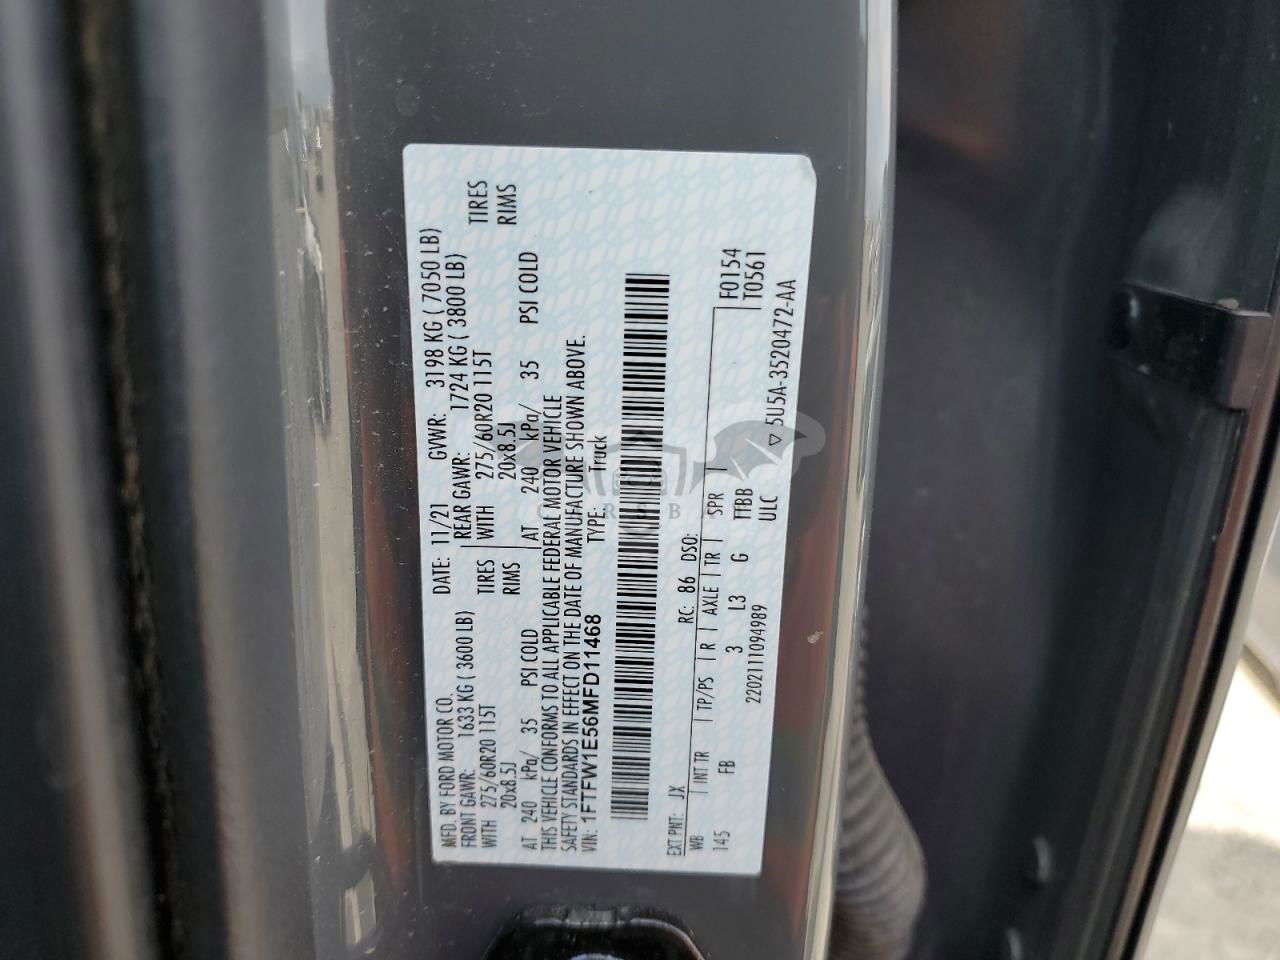 MFD. BY FORD MOTOR CO.
DATE: 11/21 GVWR: 3198 KG ( 7050 LB)
FRONT GAWR: 1633 KG ( 3600 LB) REAR GAWR: 1724 KG ( 3800 LB)
WITH 275/60R20 115T TIRES WITH 275/60R20 115T TIRES
20x8.5J RIMS 20x8.5J RIMS
AT 240 kPa/ 35 PSI COLD AT 240 kPa/ 35 PSI COLD
THIS VEHICLE CONFORMS TO ALL APPLICABLE FEDERAL MOTOR VEHICLE
SAFETY STANDARDS IN EFFECT ON THE DATE OF MANUFACTURE SHOWN ABOVE.
VIN: 1FTFW1E56MFD11468 TYPE: Truck
EXT PNT: JX RC: 86 DSO:
WB INT TR TP/PS R AXLE TR SPR F0154
145 FB 3 L3 G TTBB T0561
2202111094989 ULC ▽ 5U5A-3520472-AA